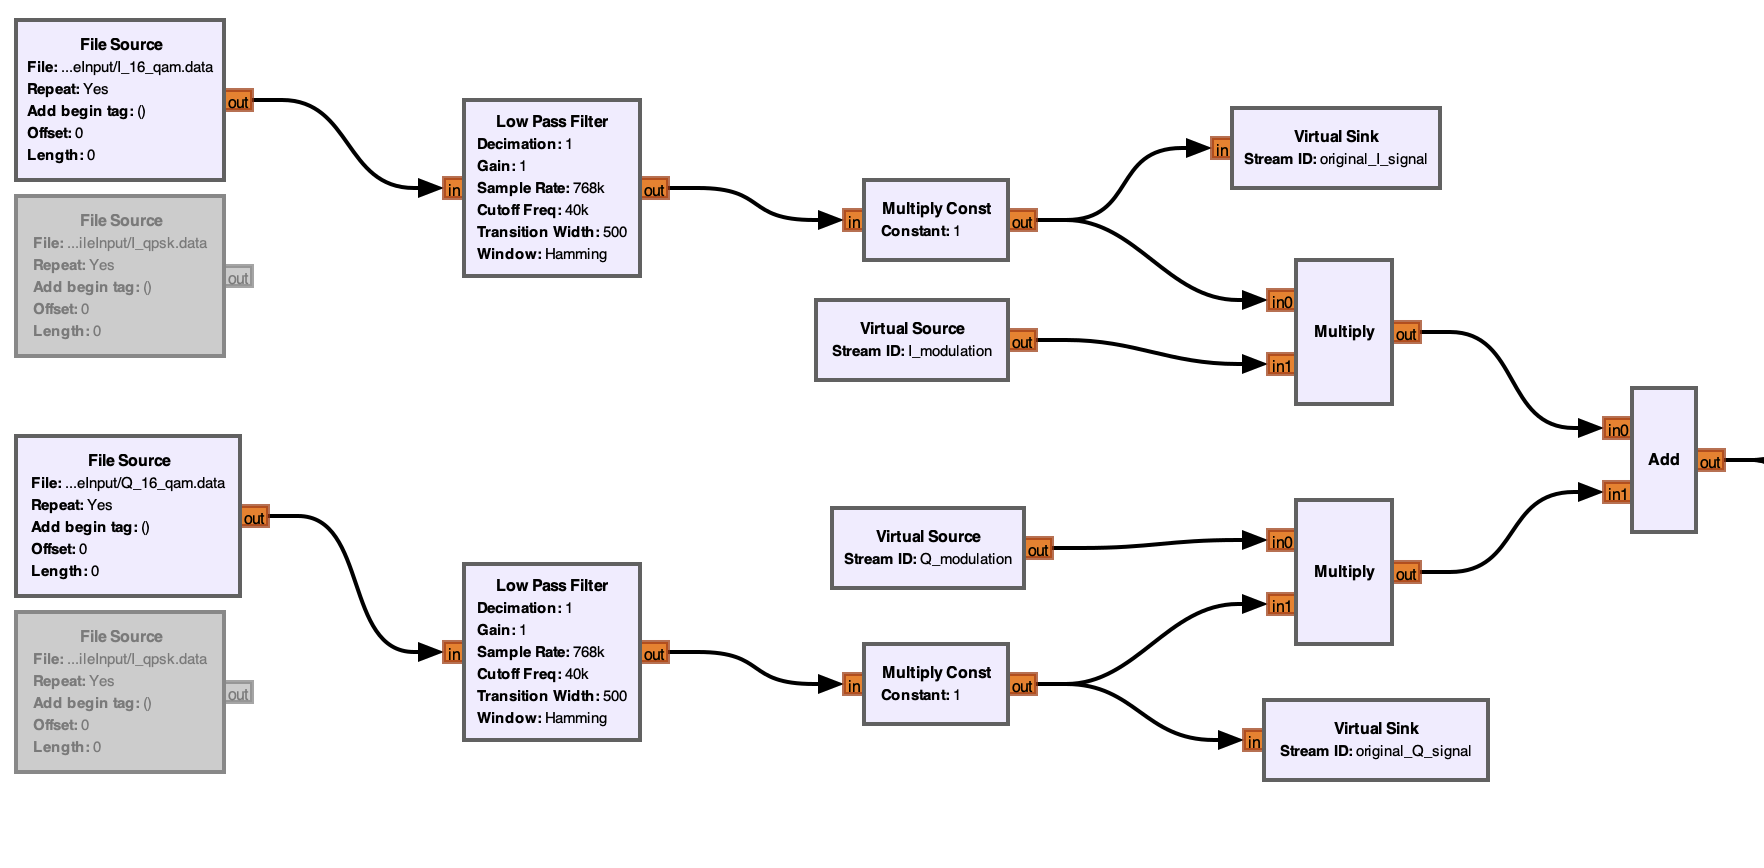 File Source
File: ...eInput/I_16_qam.data
Repeat: Yes
Add begin tag: ()
Offset: 0
Length: 0
out
File Source
File: ...ileInput/I_qpsk.data
Repeat: Yes
Add begin tag: ()
Offset: 0
Length: 0
out
in
Low Pass Filter
Decimation: 1
Gain: 1
Sample Rate: 768k
Cutoff Freq: 40k
Transition Width: 500
Window: Hamming
out
in
Multiply Const
Constant: 1
out
in
Virtual Sink
Stream ID: original_I_signal
Virtual Source
Stream ID: I_modulation
out
in0
in1
Multiply
out
File Source
File: ...eInput/Q_16_qam.data
Repeat: Yes
Add begin tag: ()
Offset: 0
Length: 0
out
File Source
File: ...ileInput/I_qpsk.data
Repeat: Yes
Add begin tag: ()
Offset: 0
Length: 0
out
in
Low Pass Filter
Decimation: 1
Gain: 1
Sample Rate: 768k
Cutoff Freq: 40k
Transition Width: 500
Window: Hamming
out
Virtual Source
Stream ID: Q_modulation
out
in
Multiply Const
Constant: 1
out
in0
in1
Multiply
out
in
Virtual Sink
Stream ID: original_Q_signal
in0
in1
Add
out